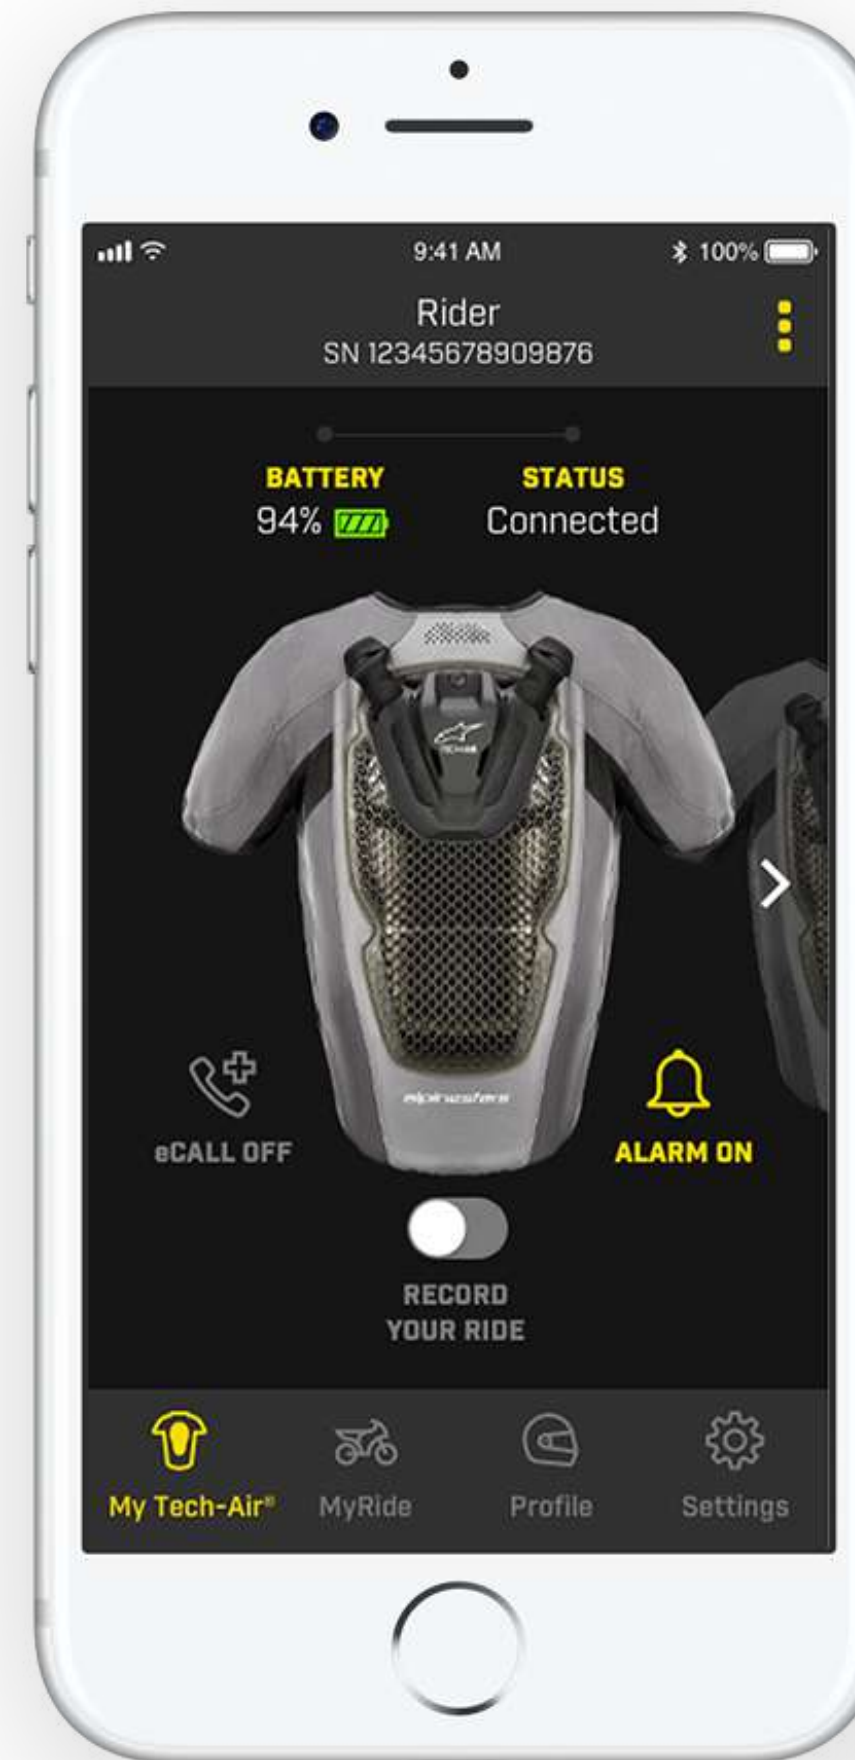 9:41 AM
100%
Rider
SN 12345678909876
BATTERY
STATUS
94%
Connected
alpinestars
eCALL OFF
ALARM ON
RECORD
YOUR RIDE
My Tech-Air®
MyRide
Profile
Settings